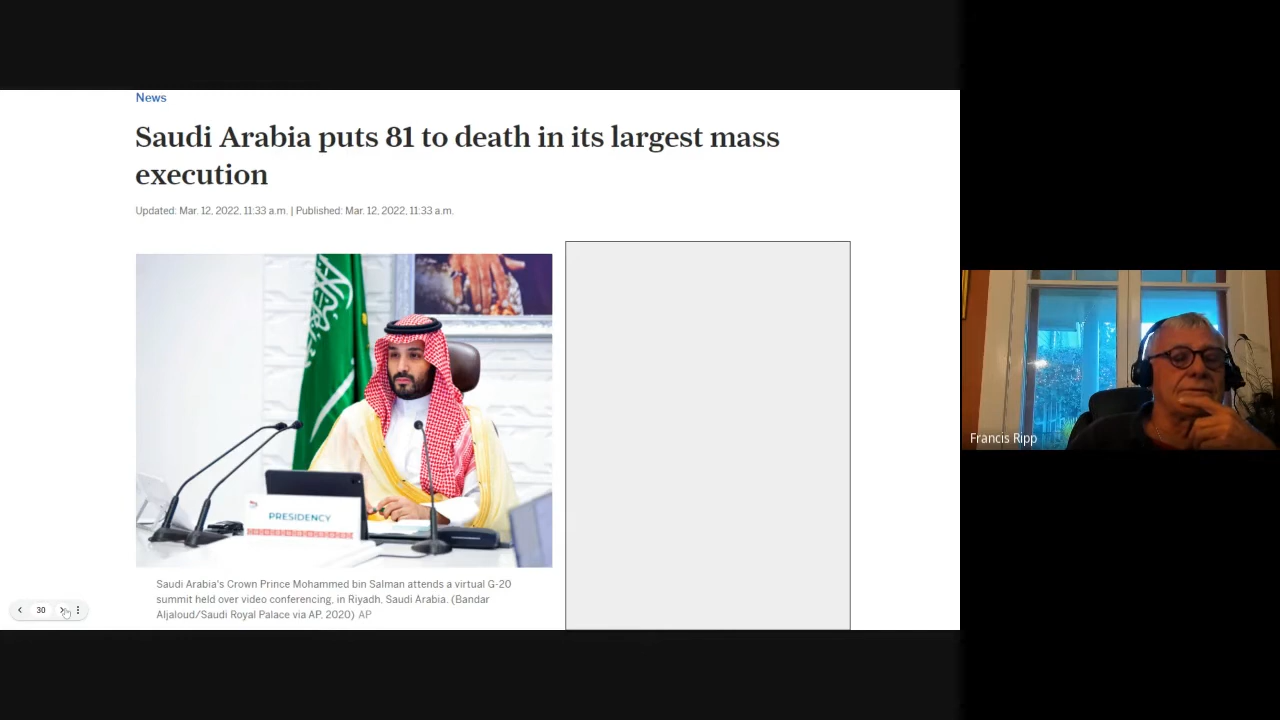 News
Saudi Arabia puts 81 to death in its largest mass
execution
Updated: Mar. 12, 2022, 11:33 a.m. | Published: Mar. 12, 2022, 11:33 a.m.
PRESIDENCY
Saudi Arabia's Crown Prince Mohammed bin Salman attends a virtual G-20
summit held over video conferencing, in Riyadh, Saudi Arabia. (Bandar
Aljaloud/Saudi Royal Palace via AP, 2020) AP
30
Francis Ripp